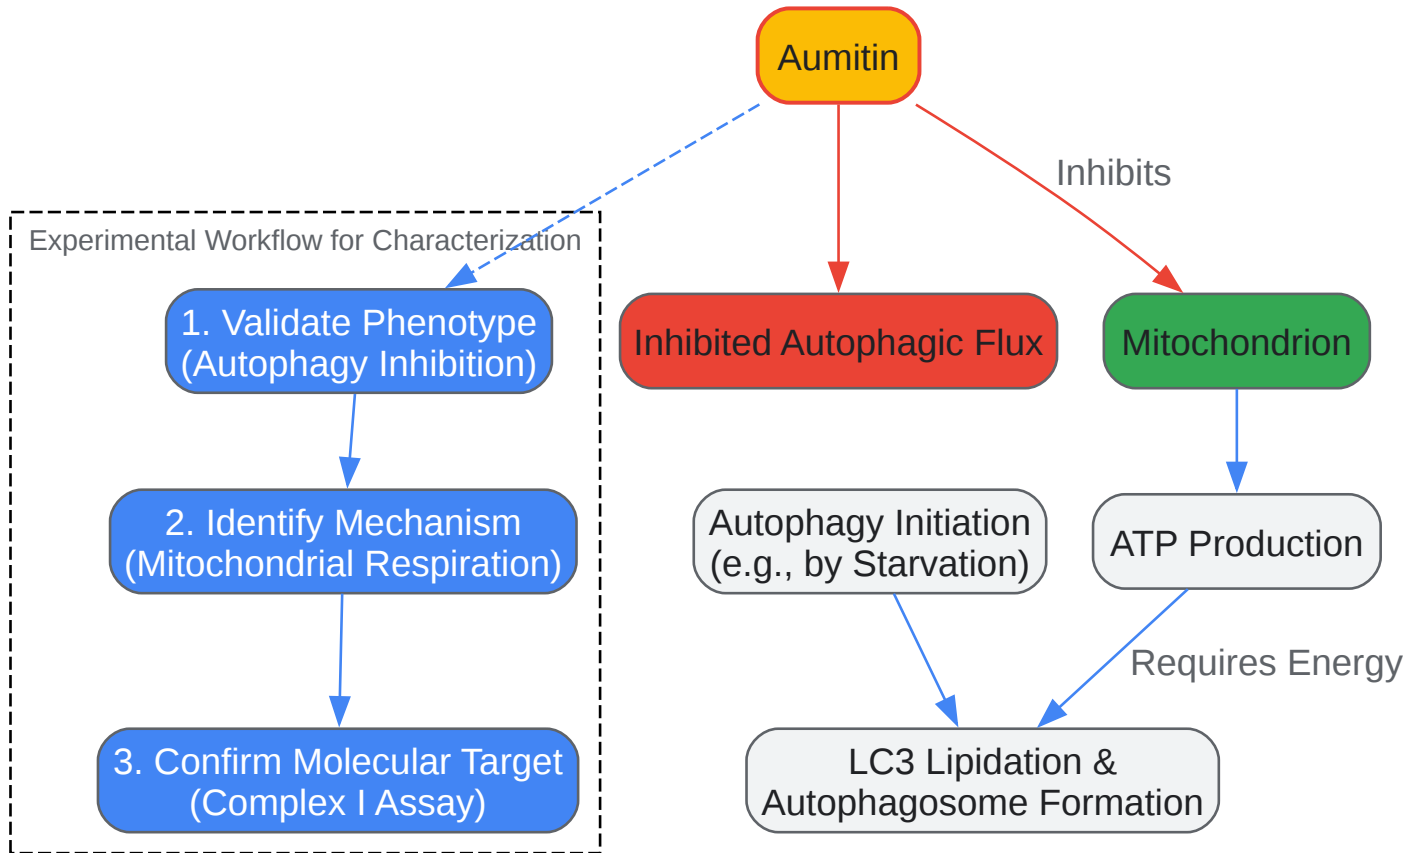 Aumitin
Inhibits
Experimental Workflow for Characterization
1. Validate Phenotype
(Autophagy Inhibition)
Inhibited Autophagic Flux
Mitochondrion
2. Identify Mechanism
(Mitochondrial Respiration)
Autophagy Initiation
(e.g., by Starvation)
ATP Production
Requires Energy
3. Confirm Molecular Target
(Complex I Assay)
LC3 Lipidation &
Autophagosome Formation